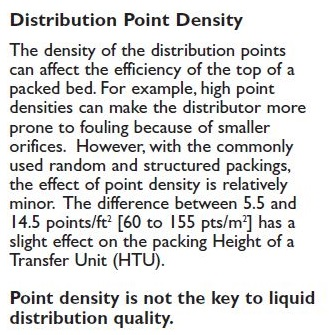 Distribution Point Density
The density of the distribution points
can affect the efficiency of the top of a
packed bed. For example, high point
densities can make the distributor more
prone to fouling because of smaller
orifices.  However, with the commonly
used random and structured packings,
the effect of point density is relatively
minor.  The difference between 5.5 and
14.5 points/ft² [60 to 155 pts/m²] has a
slight effect on the packing Height of a
Transfer Unit (HTU).
Point density is not the key to liquid
distribution quality.